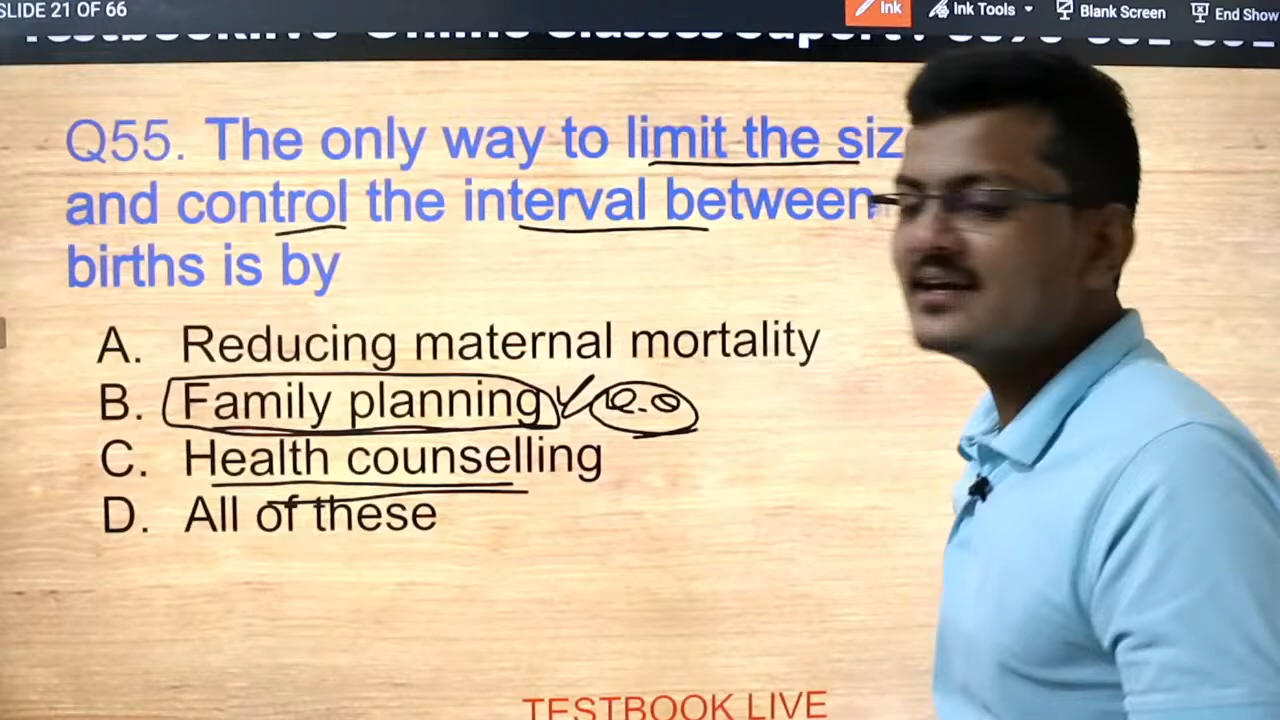 SLIDE 21 OF 66
Ink
Ink Tools
Blank Screen
End Show
Q55. The only way to limit the siz
and control the interval between
births is by
A. Reducing maternal mortality
B. Family planning
C. Health counselling
D. All of these
TESTBOOK LIVE